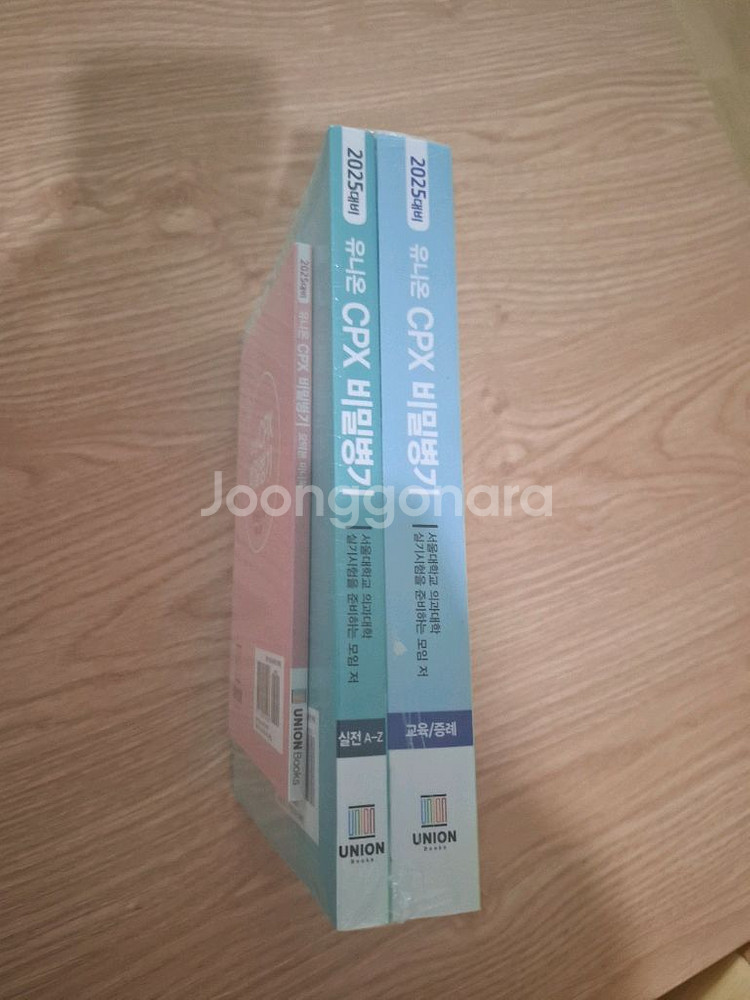 2025대비
유니온 CPX 비밀병기
2025대비
유니온 CPX 비밀병기
서울대학교 의과대학
실기시험을 준비하는 모임 저
실전 A-Z
UNION
Books
2025대비
유니온 CPX 비밀병기
서울대학교 의과대학
실기시험을 준비하는 모임 저
교육/증례
UNION
Books
UNION Books
Joonggonara